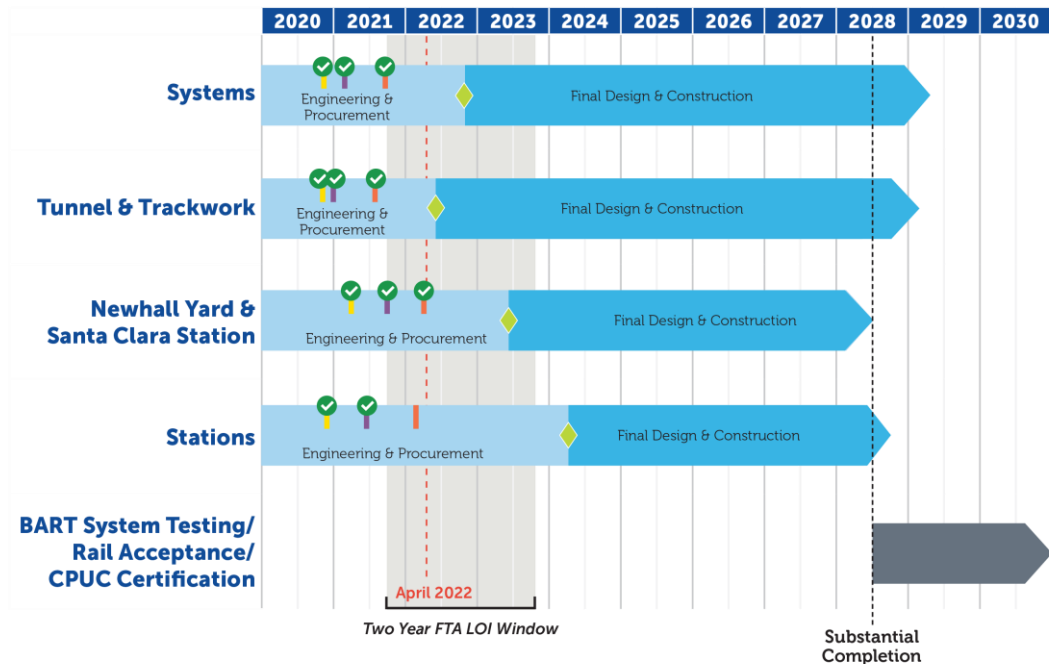 2020 2021 2022 2023 2024 2025 2026 2027 2028 2029 2030
Systems
Engineering &
Procurement
Final Design & Construction
Tunnel & Trackwork
Engineering &
Procurement
Final Design & Construction
Newhall Yard &
Santa Clara Station
Engineering & Procurement
Final Design & Construction
Stations
Engineering & Procurement
Final Design & Construction
BART System Testing/
Rail Acceptance/
CPUC Certification
April 2022
Two Year FTA LOI Window
Substantial
Completion